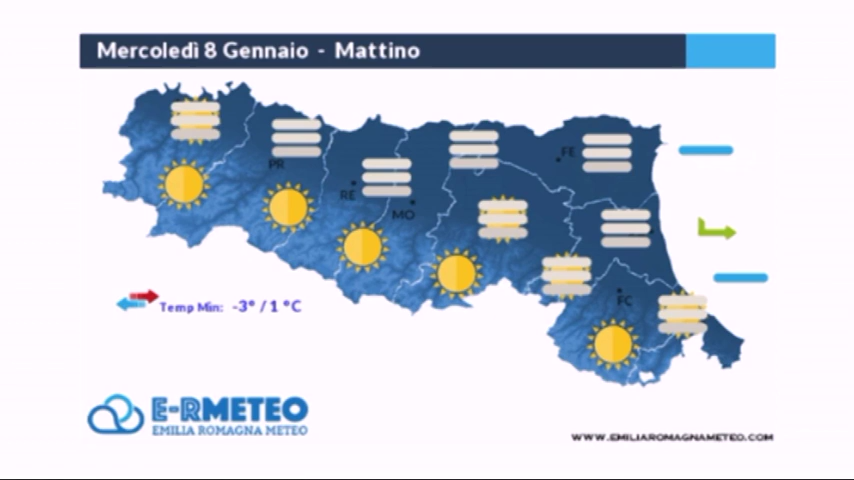 Mercoledì 8 Gennaio - Mattino
PR
FE
RE
MO
FC
Temp Min: -3° / 1 °C
E-RMETEO
EMILIA ROMAGNA METEO
WWW.EMILIAROMAGNAMETEO.COM